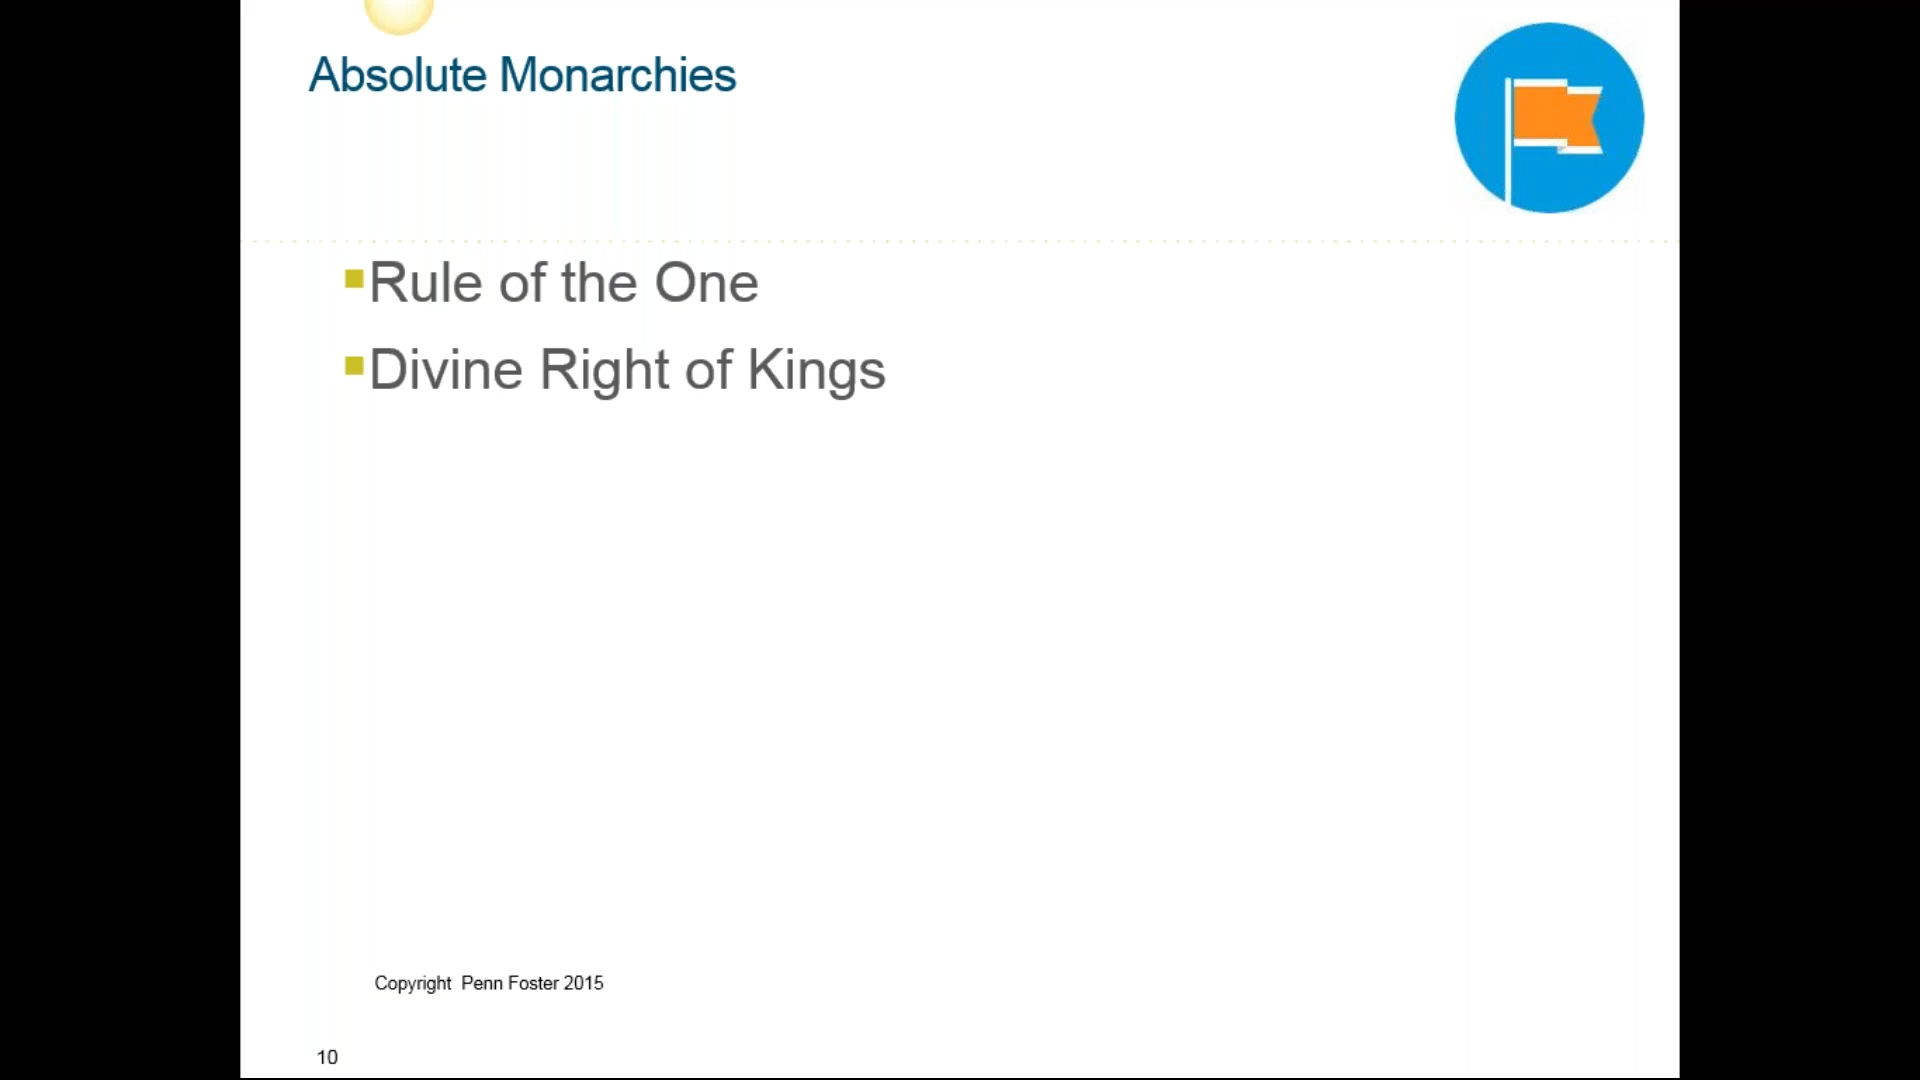 Absolute Monarchies
Rule of the One
Divine Right of Kings
Copyright Penn Foster 2015
10